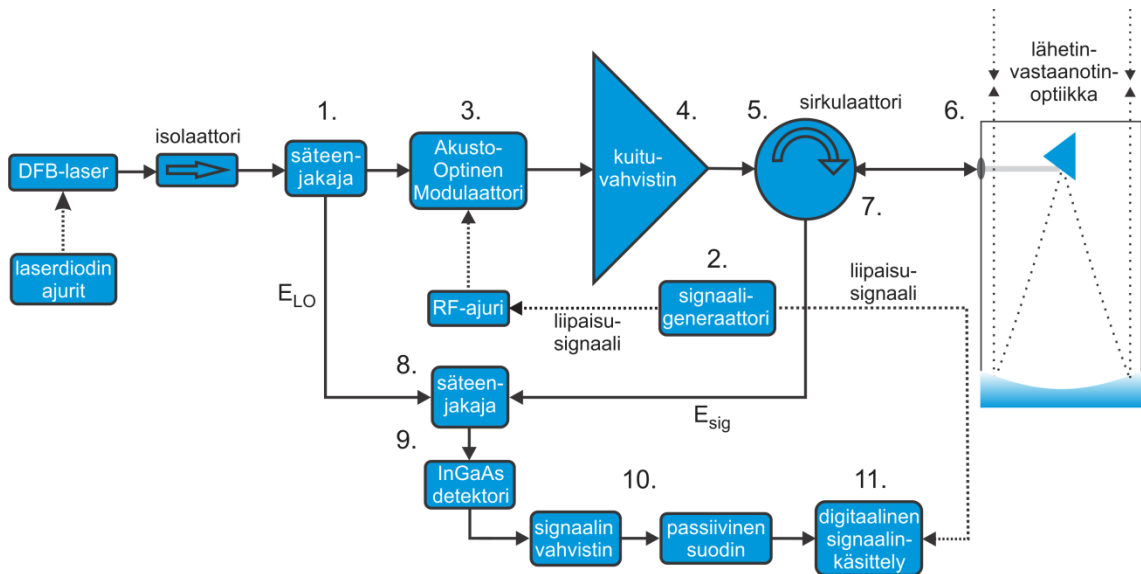 DFB-laser
laserdiodin
ajurit
isolaattori
1.
säteen-
jakaja
3.
Akusto-
Optinen
Modulaattori
4.
kuitu-
vahvistin
5.
sirkulaattori
6.
lähetin-
vastaanotin-
optiikka
7.
2.
signaali-
generaattori
liipaisu-
signaali
RF-ajuri
liipaisu-
signaali
E_LO
8.
säteen-
jakaja
E_sig
9.
InGaAs
detektori
10.
signaalin
vahvistin
passiivinen
suodin
11.
digitaalinen
signaalin-
käsittely